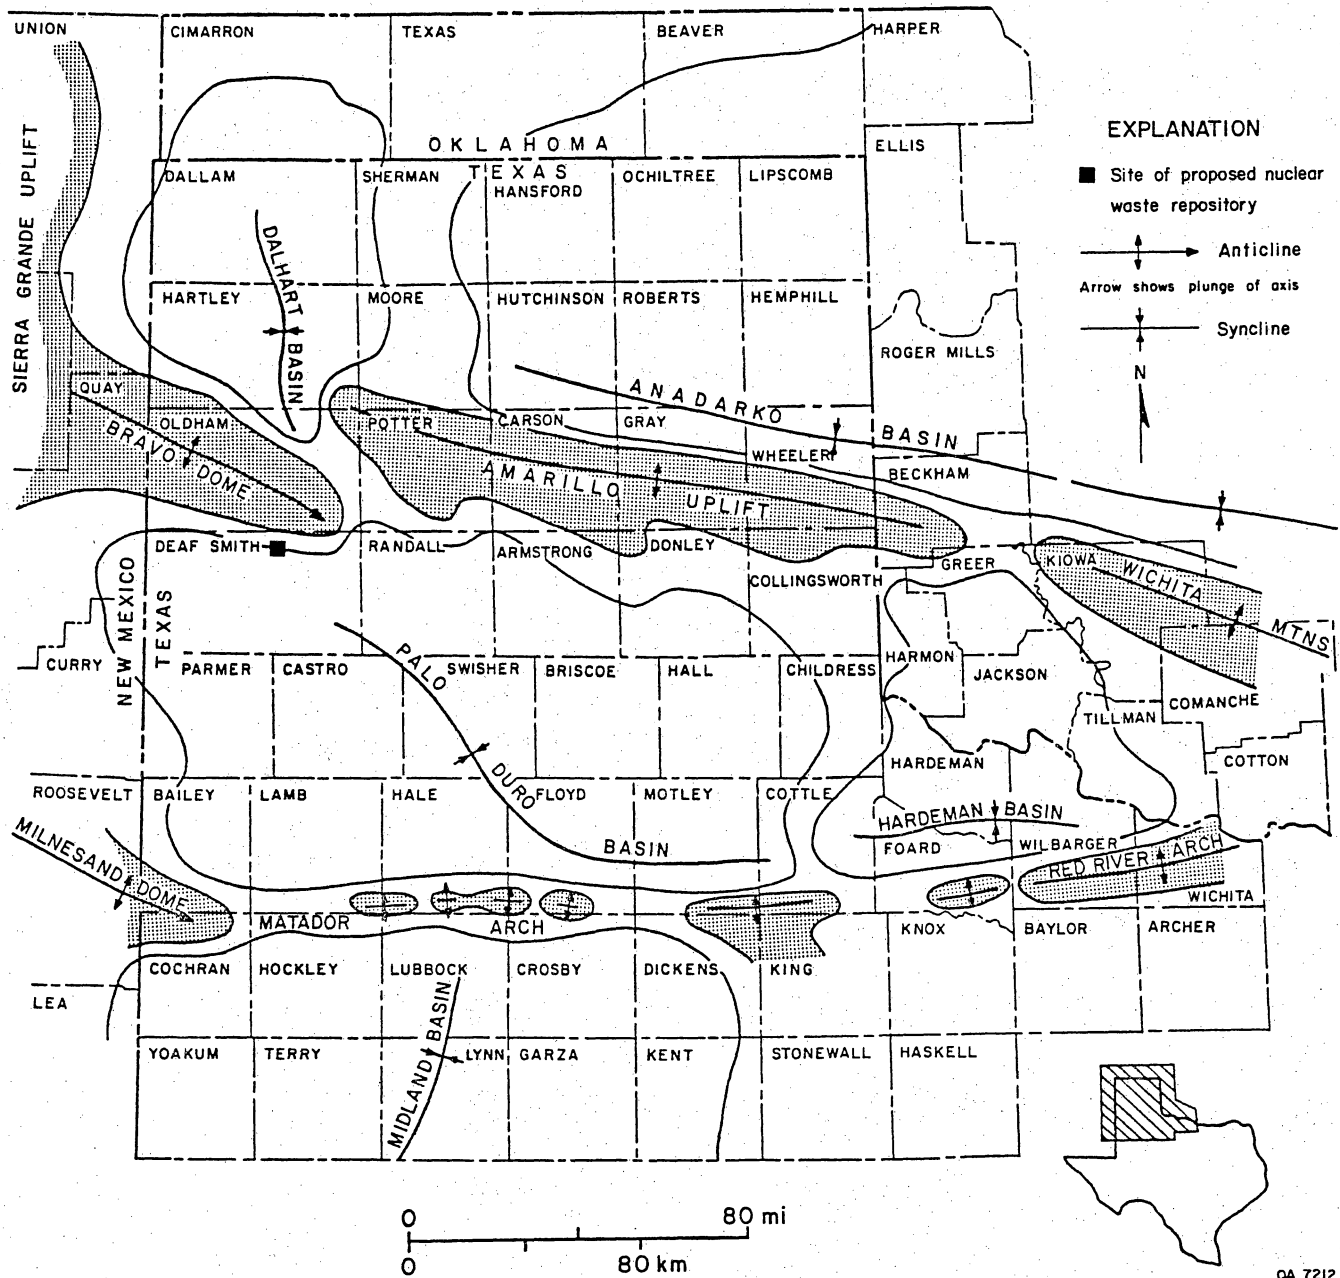 UNION
CIMARRON
TEXAS
BEAVER
HARPER
OKLAHOMA
TEXAS
ELLIS
DALLAM
SHERMAN
HANSFORD
OCHILTREE
LIPSCOMB
SIERRA GRANDE UPLIFT
DALHART BASIN
HARTLEY
MOORE
HUTCHINSON
ROBERTS
HEMPHILL
ROGER MILLS
EXPLANATION
Site of proposed nuclear
waste repository
Anticline
Arrow shows plunge of axis
Syncline
N
QUAY
OLDHAM
POTTER
CARSON
GRAY
WHEELER
BECKHAM
ANADARKO BASIN
BRAVO DOME
AMARILLO UPLIFT
DEAF SMITH
RANDALL
ARMSTRONG
DONLEY
COLLINGSWORTH
GREER
KIOWA
WICHITA MTNS
NEW MEXICO
TEXAS
CURRY
PARMER
CASTRO
SWISHER
BRISCOE
HALL
CHILDRESS
HARMON
JACKSON
TILLMAN
COMANCHE
COTTON
PALO DURO BASIN
ROOSEVELT
BAILEY
LAMB
HALE
FLOYD
MOTLEY
COTTLE
HARDEMAN
HARDEMAN BASIN
FOARD
WILBARGER
RED RIVER ARCH
WICHITA
MILNESAND DOME
MATADOR ARCH
COCHRAN
HOCKLEY
LUBBOCK
CROSBY
DICKENS
KING
KNOX
BAYLOR
ARCHER
LEA
MIDLAND BASIN
YOAKUM
TERRY
LYNN
GARZA
KENT
STONEWALL
HASKELL
0 80 mi
0 80 km
QA 7212